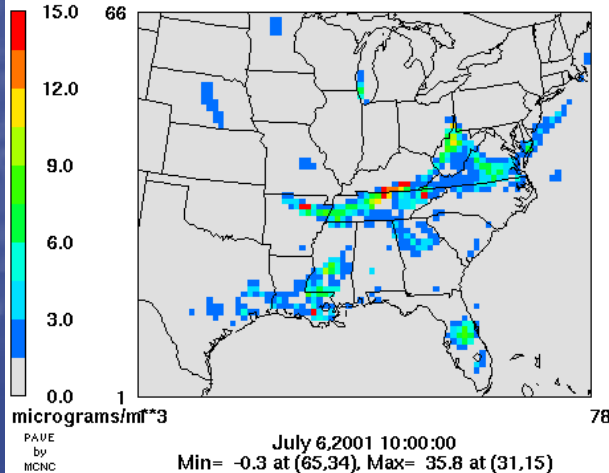 15.0
12.0
9.0
6.0
3.0
0.0
66
1
78
micrograms/m**3
PAVE
by
MCNC
July 6,2001 10:00:00
Min= -0.3 at (65,34), Max= 35.8 at (31,15)